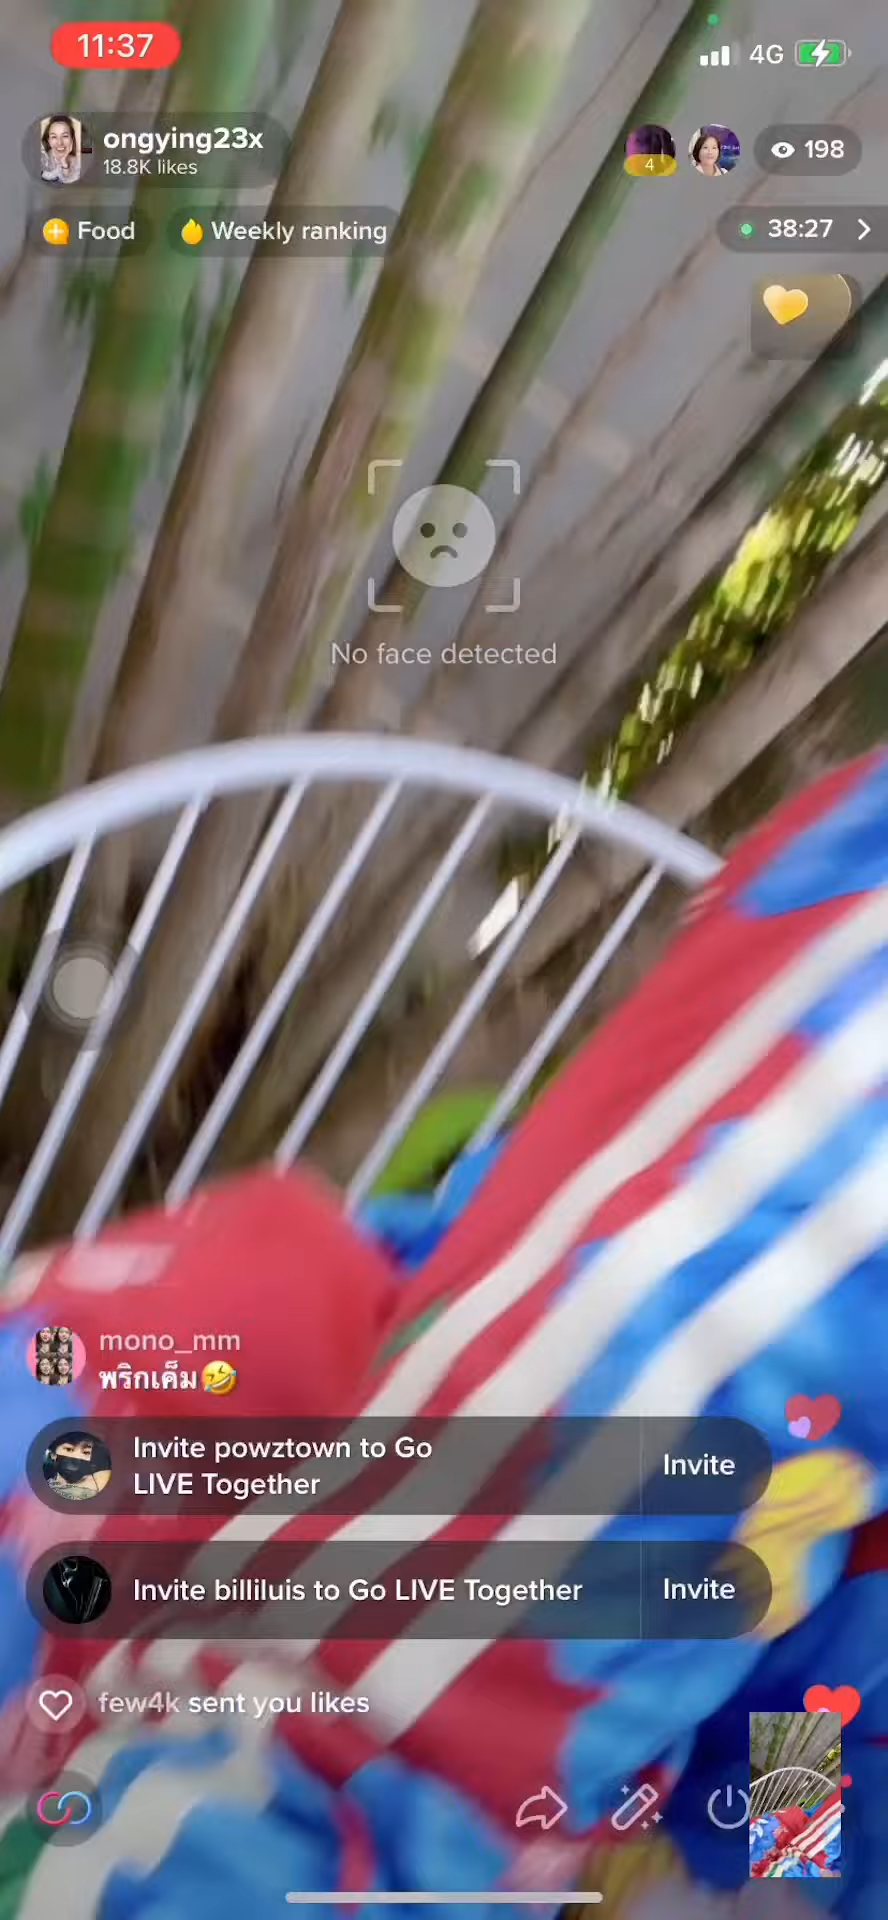 11:37
4G
ongying23x
18.8K likes
4
198
Food
Weekly ranking
38:27
No face detected
mono_mm
พริกเค็ม🤣
Invite powztown to Go
LIVE Together
Invite
Invite billiluis to Go LIVE Together
Invite
few4k sent you likes